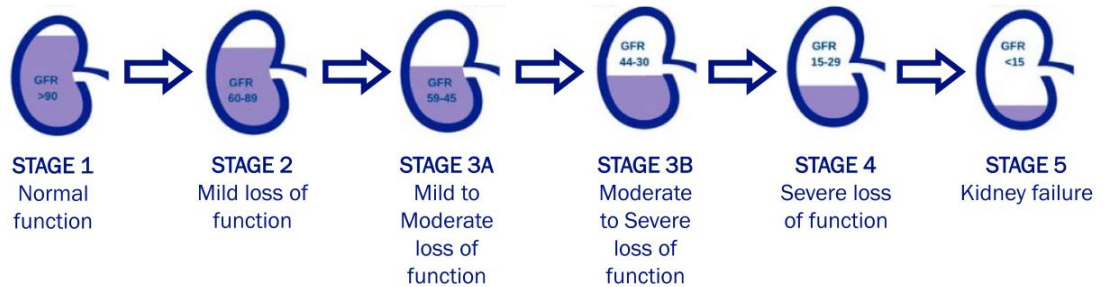 GFR
>90
GFR
60-89
GFR
59-45
GFR
44-30
GFR
15-29
GFR
<15
STAGE 1
Normal
function
STAGE 2
Mild loss of
function
STAGE 3A
Mild to
Moderate
loss of
function
STAGE 3B
Moderate
to Severe
loss of
function
STAGE 4
Severe loss
of function
STAGE 5
Kidney failure